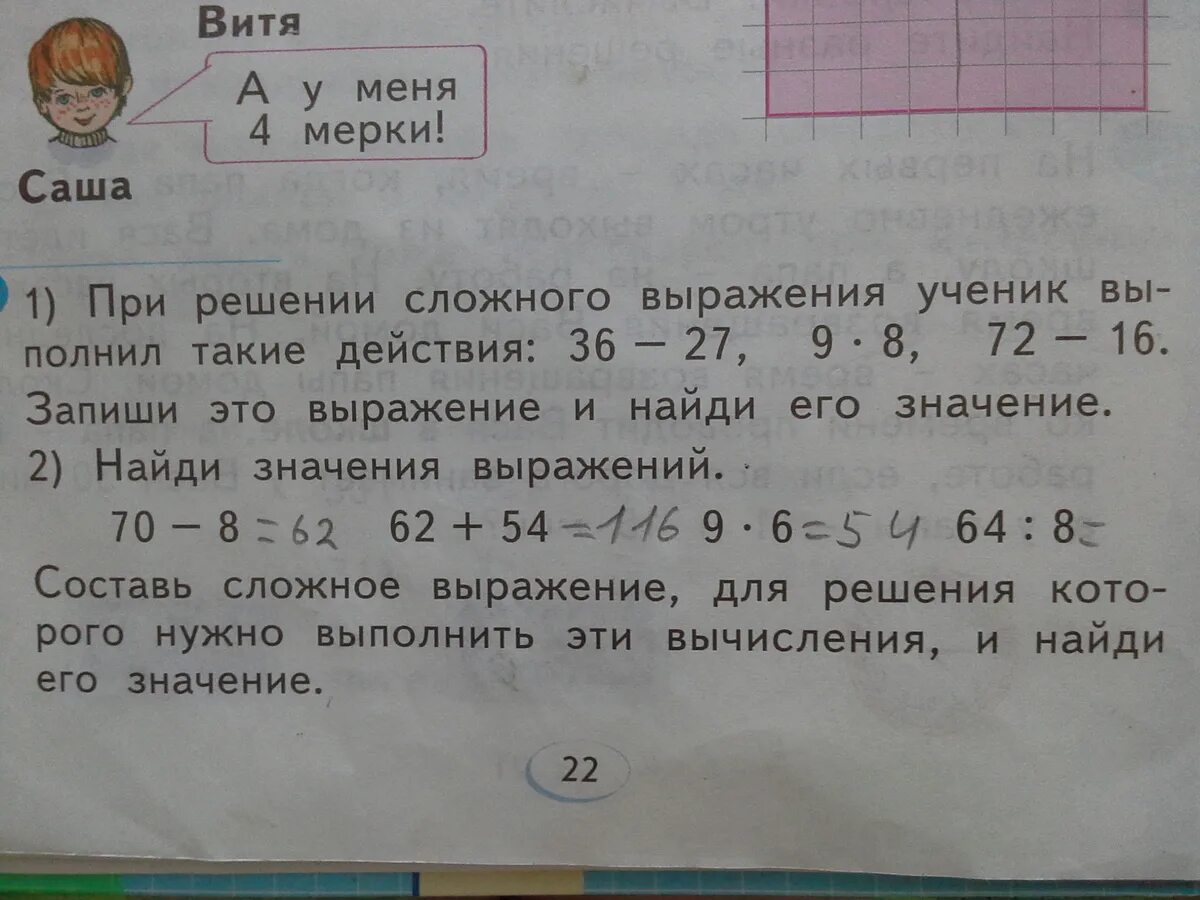 Витя
А у меня
4 мерки!
Саша
1) При решении сложного выражения ученик вы-
полнил такие действия: 36 – 27, 9 · 8, 72 – 16.
Запиши это выражение и найди его значение.
2) Найди значения выражений.
70 – 8 = 62 62 + 54 = 116 9 · 6 = 54 64 : 8 =
Составь сложное выражение, для решения кото-
рого нужно выполнить эти вычисления, и найди
его значение.
22